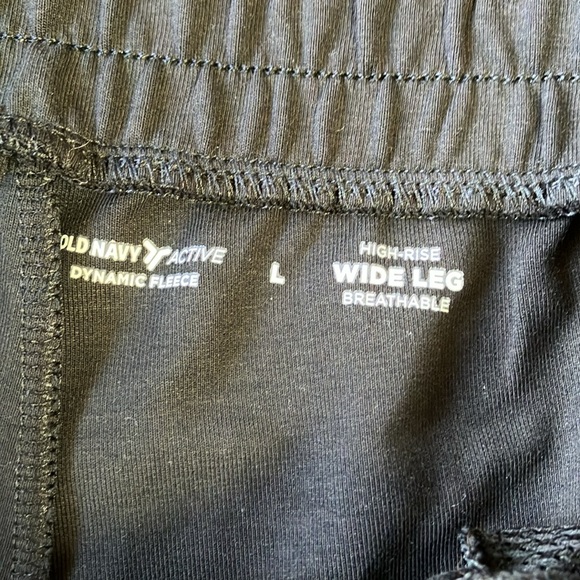 OLD NAVY ACTIVE
DYNAMIC FLEECE
L
HIGH-RISE
WIDE LEG
BREATHABLE